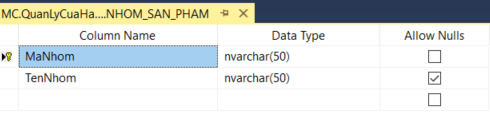 MC.QuanLyCuaHa....NHOM_SAN_PHAM
Column Name Data Type Allow Nulls
MaNhom nvarchar(50)
TenNhom nvarchar(50)